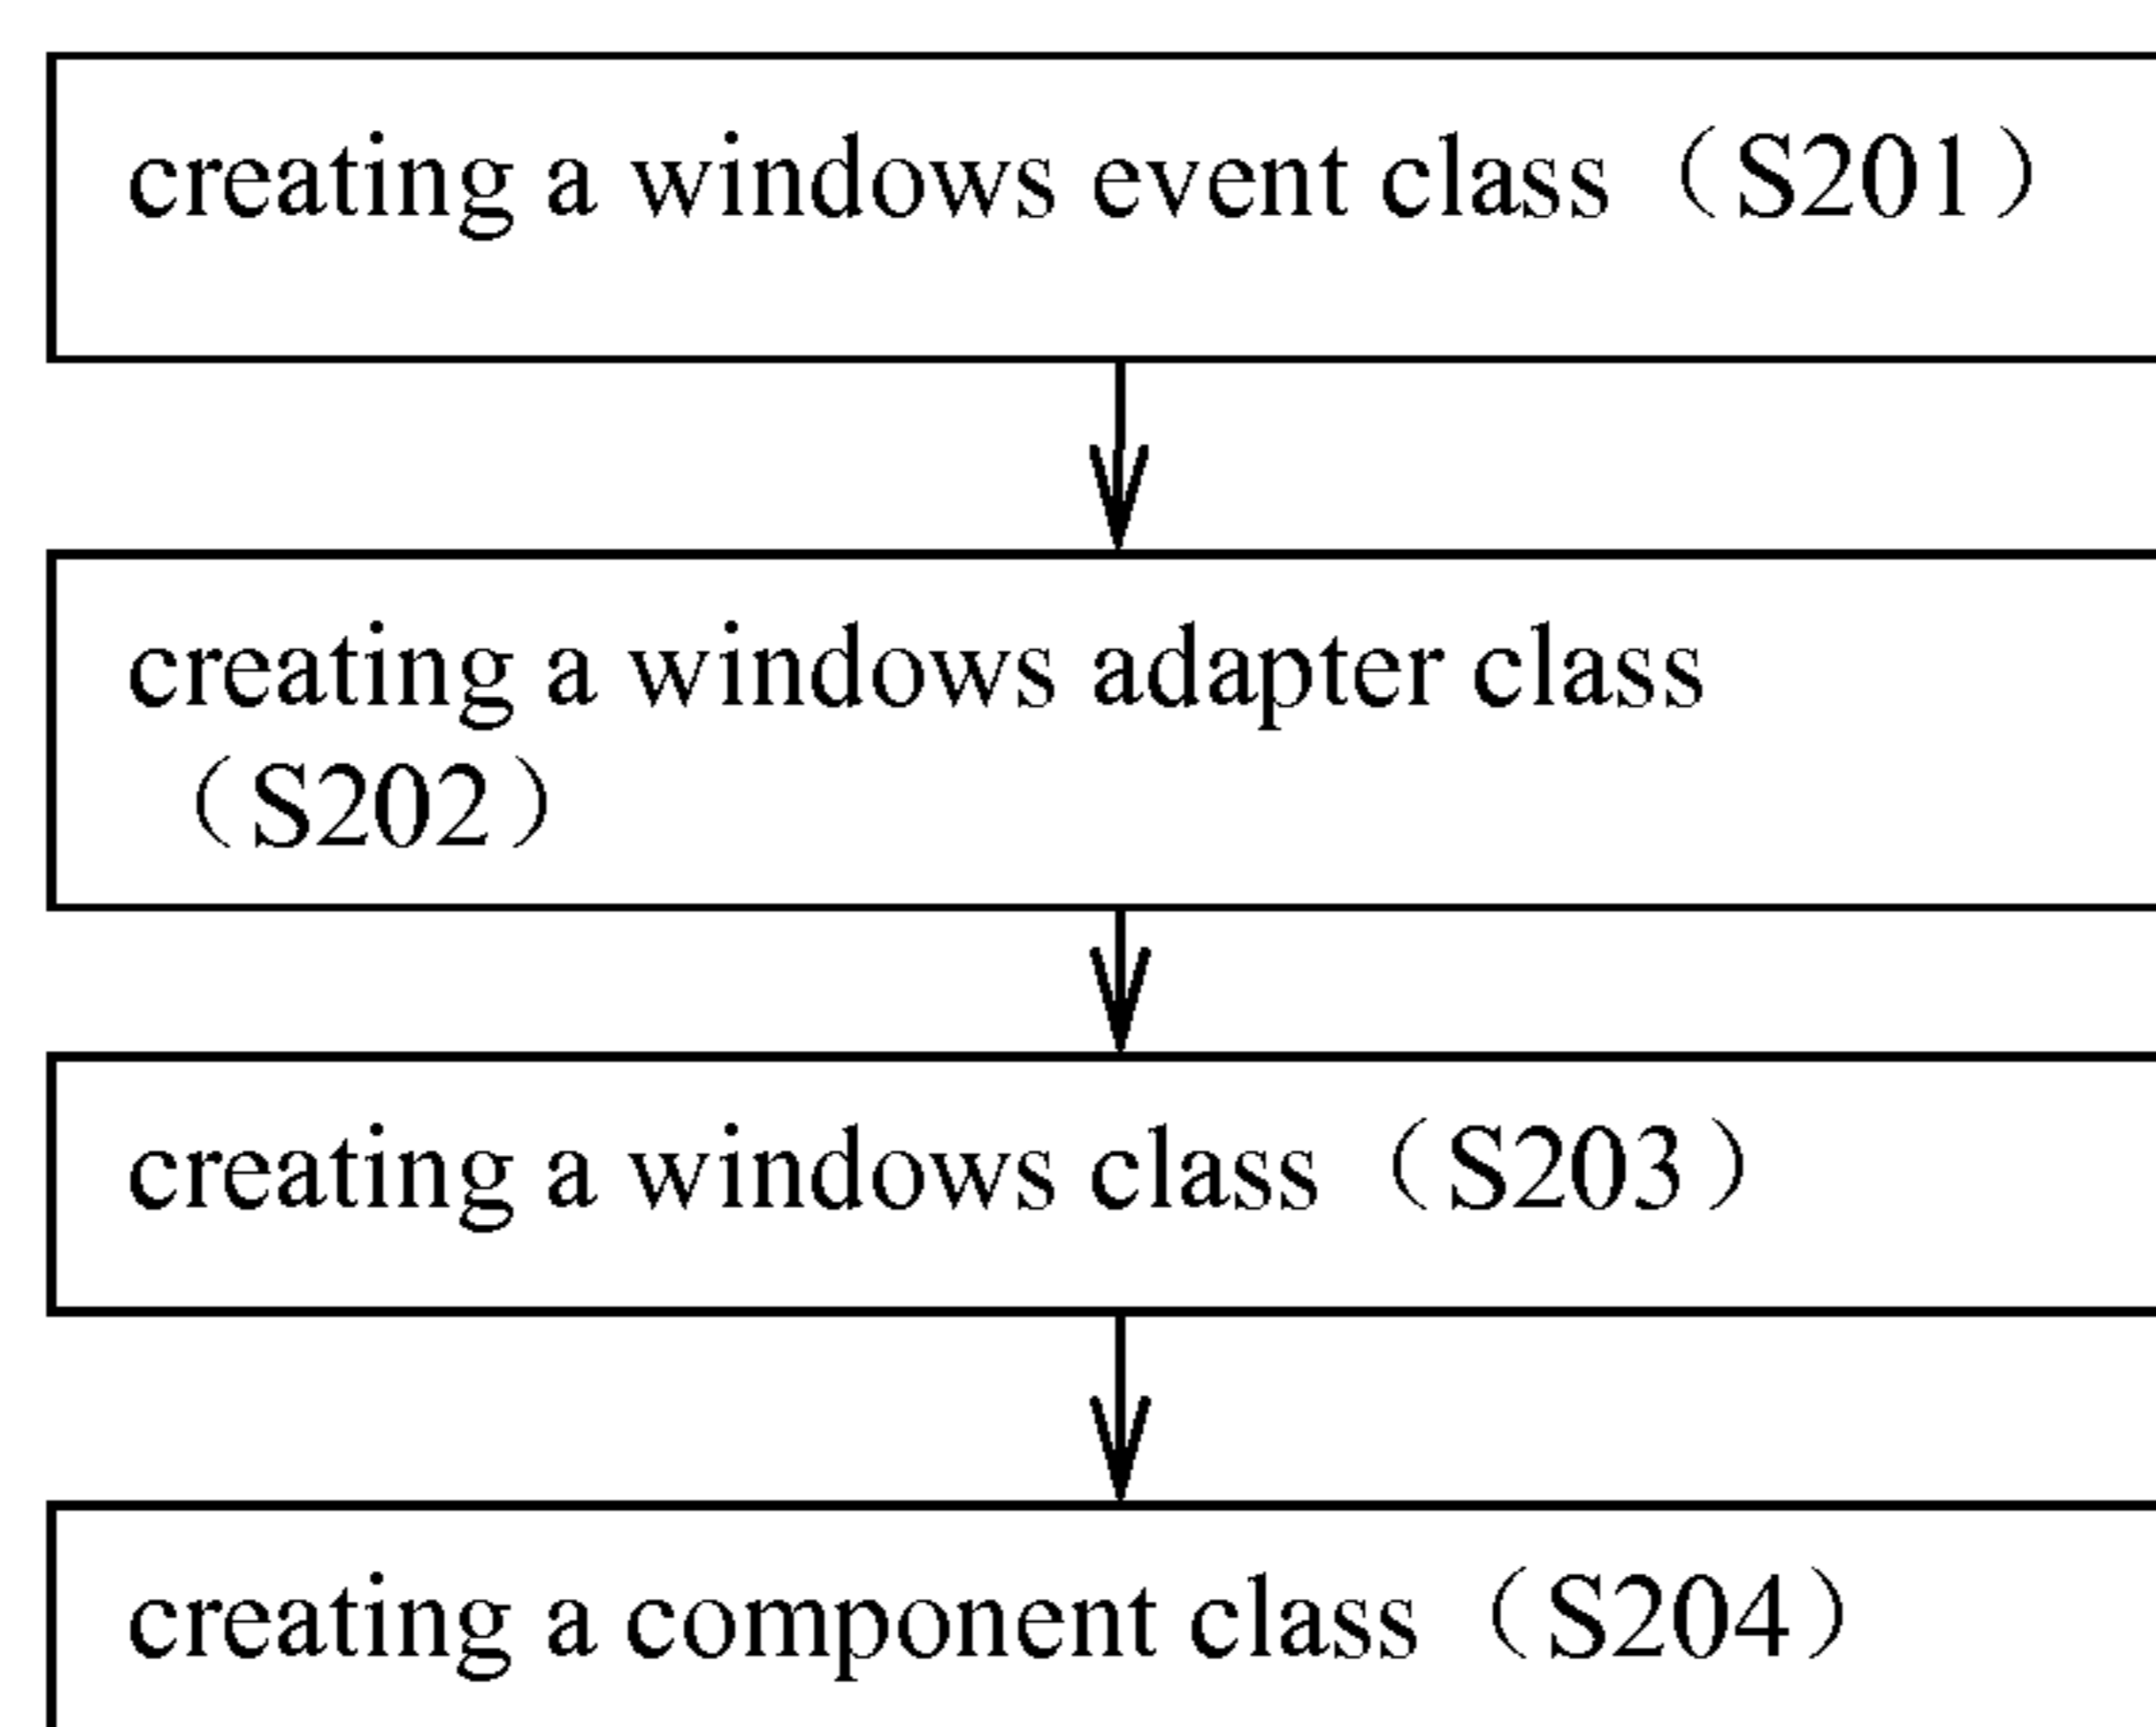 creating a windows event class（S201）
creating a windows adapter class
（S202）
creating a windows class（S203）
creating a component class（S204）